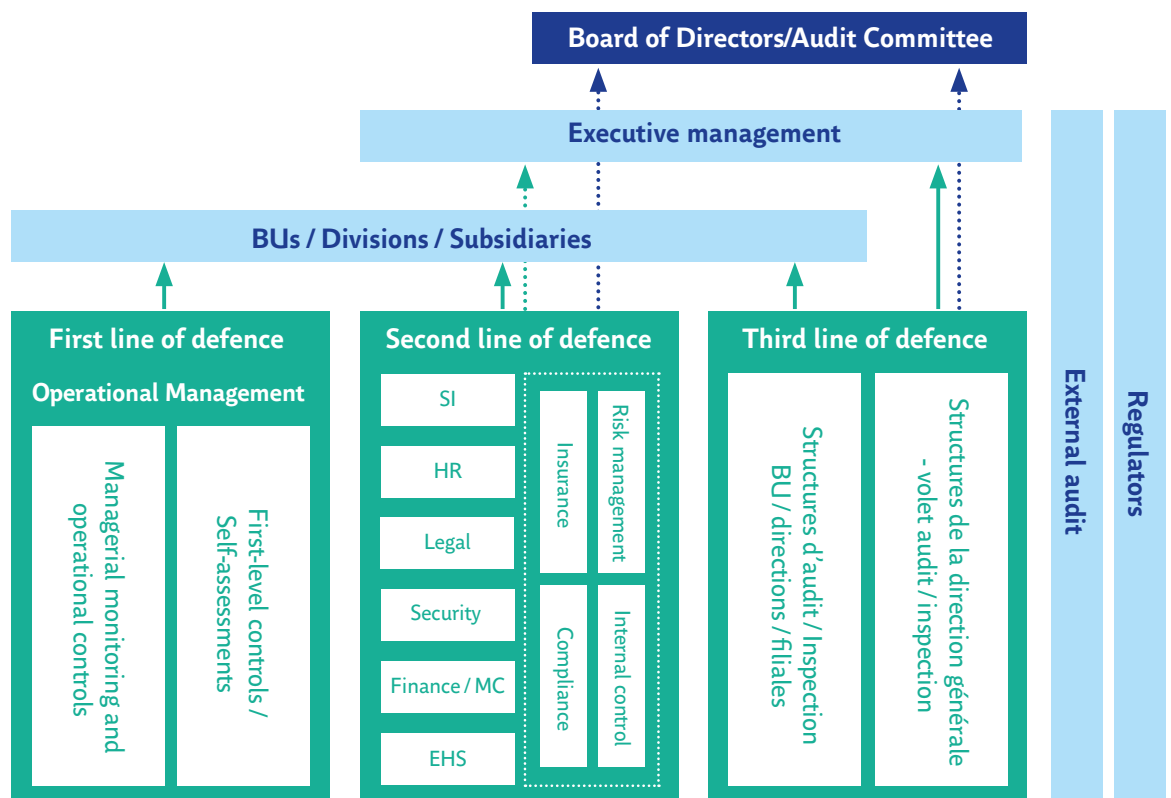 Board of Directors/Audit Committee
Executive management
BUs / Divisions / Subsidiaries
First line of defence
Operational Management
Managerial monitoring and
operational controls
First-level controls /
Self-assessments
Second line of defence
SI
HR
Legal
Security
Finance / MC
EHS
Insurance
Risk management
Compliance
Internal control
Third line of defence
Structures d'audit / Inspection
BU / directions / filiales
Structures de la direction générale
- volet audit / inspection
External audit
Regulators